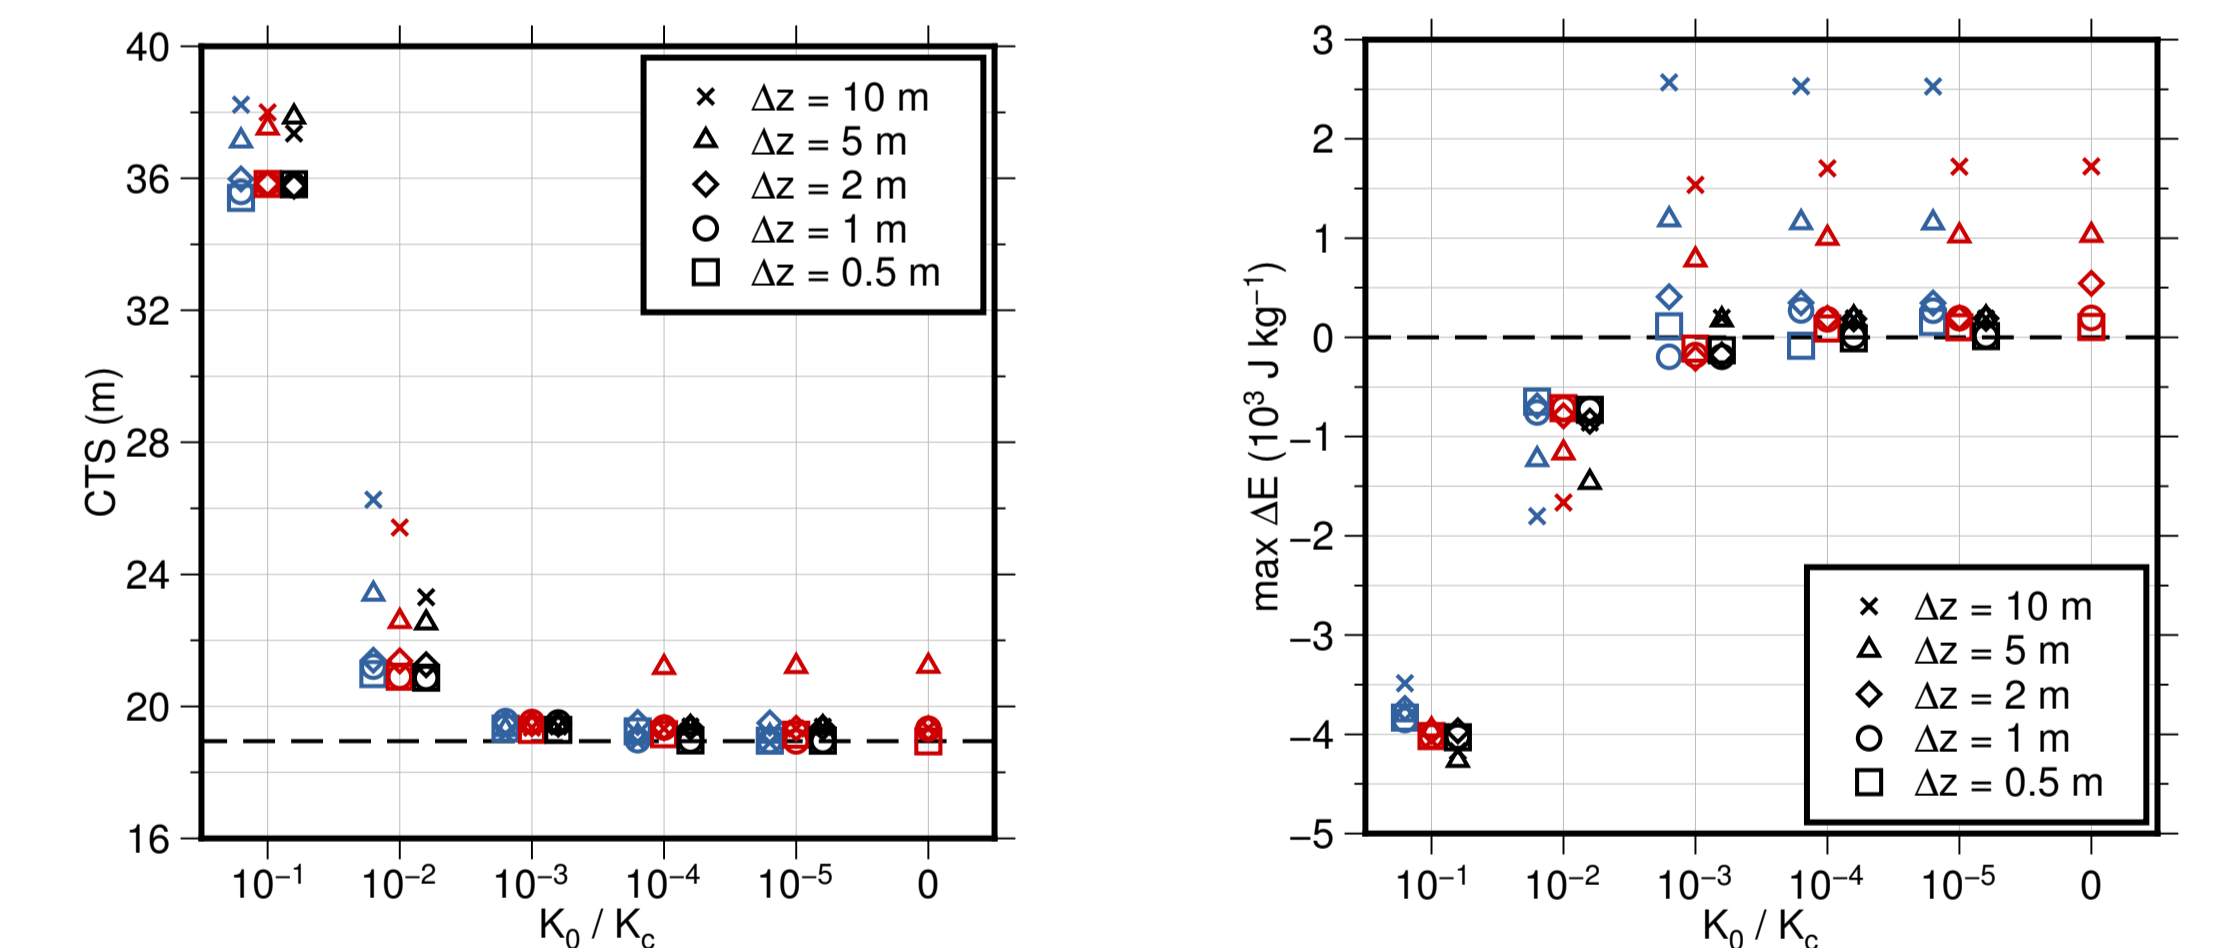 40
36
32
28
24
20
16
CTS (m)
Δz = 10 m
Δz = 5 m
Δz = 2 m
Δz = 1 m
Δz = 0.5 m
10⁻¹ 10⁻² 10⁻³ 10⁻⁴ 10⁻⁵ 0
K₀ / K꜀
3
2
1
0
−1
−2
−3
−4
−5
max ΔE (10³ J kg⁻¹)
Δz = 10 m
Δz = 5 m
Δz = 2 m
Δz = 1 m
Δz = 0.5 m
10⁻¹ 10⁻² 10⁻³ 10⁻⁴ 10⁻⁵ 0
K₀ / K꜀